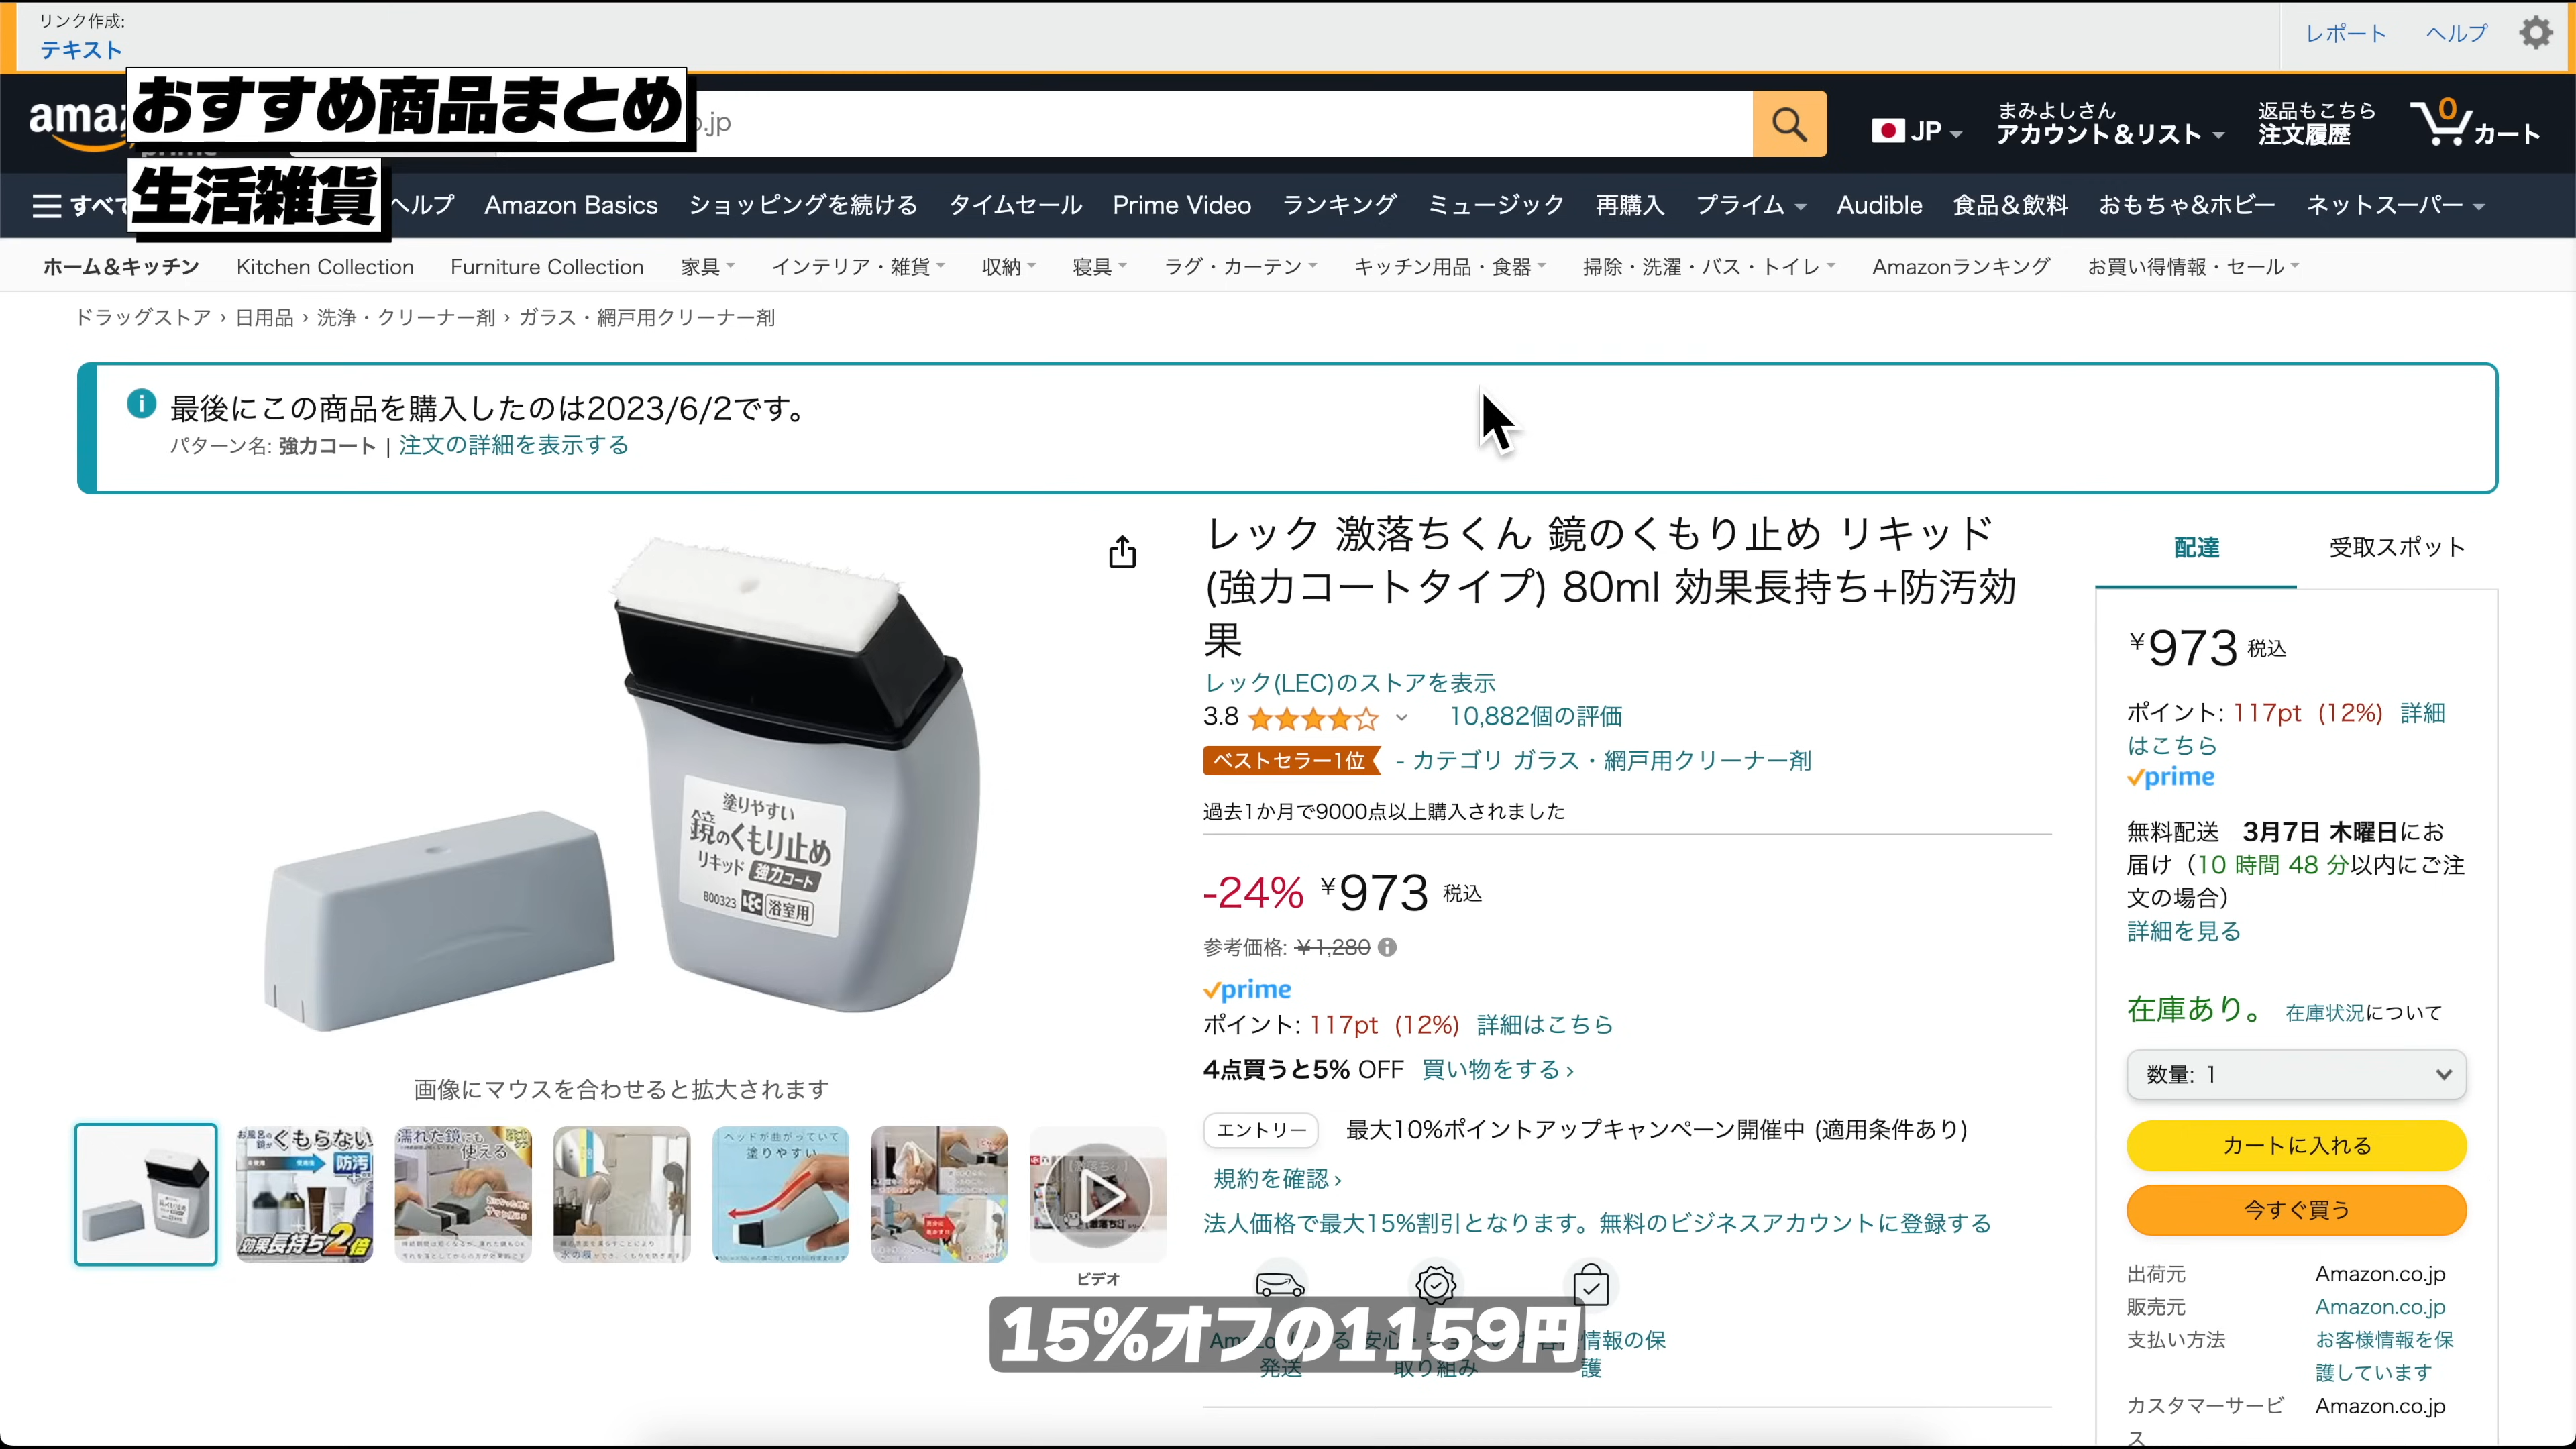 リンク作成:
テキスト
レポート
ヘルプ
おすすめ商品まとめ
生活雑貨
.jp
JP
まみよしさん
アカウント＆リスト
返品もこちら
注文履歴
0
カート
すべて
ヘルプ
Amazon Basics
ショッピングを続ける
タイムセール
Prime Video
ランキング
ミュージック
再購入
プライム
Audible
食品＆飲料
おもちゃ&ホビー
ネットスーパー
ホーム＆キッチン
Kitchen Collection
Furniture Collection
家具
インテリア・雑貨
収納
寝具
ラグ・カーテン
キッチン用品・食器
掃除・洗濯・バス・トイレ
Amazonランキング
お買い得情報・セール
ドラッグストア › 日用品 › 洗浄・クリーナー剤 › ガラス・網戸用クリーナー剤
最後にこの商品を購入したのは2023/6/2です。
パターン名: 強力コート | 注文の詳細を表示する
塗りやすい
鏡のくもり止め
リキッド 強力コート
B00323 LEC 浴室用
画像にマウスを合わせると拡大されます
お風呂の鏡が くもらない
防汚
効果長持ち2倍
濡れた鏡にも
使える
ヘッドが曲がっていて
塗りやすい
ビデオ
レック 激落ちくん 鏡のくもり止め リキッド
(強力コートタイプ) 80ml 効果長持ち+防汚効
果
レック(LEC)のストアを表示
3.8
10,882個の評価
ベストセラー1位 - カテゴリ ガラス・網戸用クリーナー剤
過去1か月で9000点以上購入されました
-24% ¥973 税込
参考価格: ¥1,280
prime
ポイント: 117pt (12%) 詳細はこちら
4点買うと5% OFF 買い物をする ›
エントリー 最大10%ポイントアップキャンペーン開催中 (適用条件あり)
規約を確認 ›
法人価格で最大15%割引となります。無料のビジネスアカウントに登録する
15%オフの1159円
情報の保
発送
取り組み
護
配達
受取スポット
¥973 税込
ポイント: 117pt (12%) 詳細
はこちら
prime
無料配送 3月7日 木曜日にお
届け（10 時間 48 分以内にご注
文の場合）
詳細を見る
在庫あり。 在庫状況について
数量: 1
カートに入れる
今すぐ買う
出荷元 Amazon.co.jp
販売元 Amazon.co.jp
支払い方法 お客様情報を保
護しています
カスタマーサービ Amazon.co.jp
ス